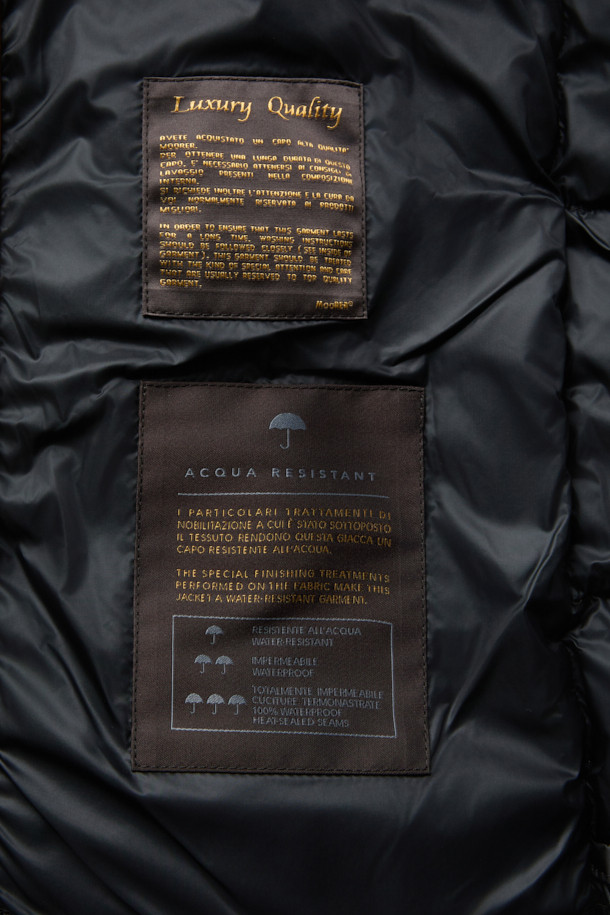 Luxury Quality
AVETE ACQUISTATO UN CAPO ALTA QUALITA'
MOORER.
PER OTTENERE UNA LUNGA DURATA DI QUESTO
CAPO, E' NECESSARIO ATTENERSI AI CONSIGLI DI
LAVAGGIO PRESENTI NELLA COMPOSIZIONE
INTERNA.
SI RICHIEDE INOLTRE L'ATTENZIONE E LA CURA DA
VOI NORMALMENTE RISERVATO AI PRODOTTI
MIGLIORI.
IN ORDER TO ENSURE THAT THIS GARMENT LASTS
FOR A LONG TIME, WASHING INSTRUCTIONS
SHOULD BE FOLLOWED CLOSELY (SEE INSIDE OF
GARMENT). THIS GARMENT SHOULD BE TREATED
WITH THE KIND OF SPECIAL ATTENTION AND CARE
THAT ARE USUALLY RESERVED TO TOP QUALITY
GARMENT.
MOORER®
ACQUA RESISTANT
I PARTICOLARI TRATTAMENTI DI
NOBILITAZIONE A CUI È STATO SOTTOPOSTO
IL TESSUTO RENDONO QUESTA GIACCA UN
CAPO RESISTENTE ALL'ACQUA.
THE SPECIAL FINISHING TREATMENTS
PERFORMED ON THE FABRIC MAKE THIS
JACKET A WATER-RESISTANT GARMENT.
RESISTENTE ALL'ACQUA
WATER-RESISTANT
IMPERMEABILE
WATERPROOF
TOTALMENTE IMPERMEABILE
CUCITURE TERMONASTRATE
100% WATERPROOF
HEATSEALED SEAMS